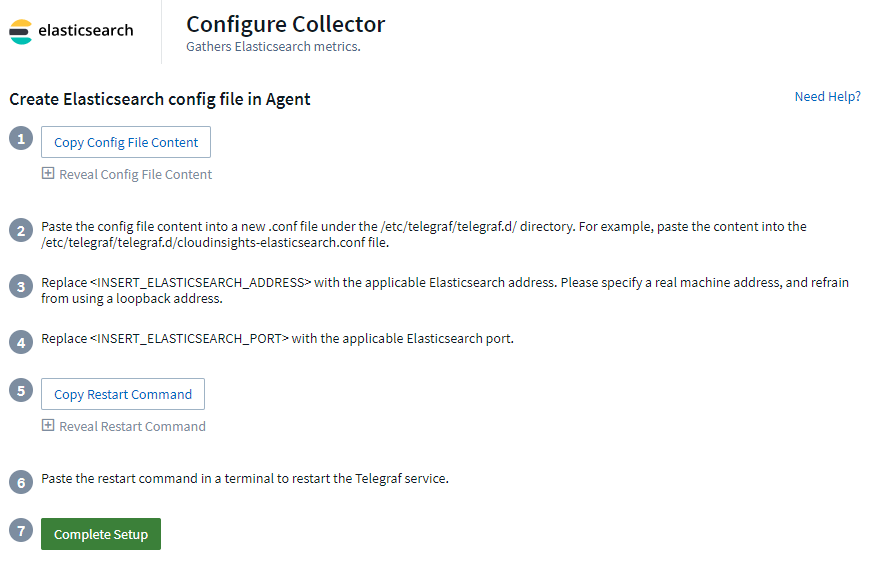 elasticsearch
Configure Collector
Gathers Elasticsearch metrics.
Create Elasticsearch config file in Agent
Need Help?
1
Copy Config File Content
Reveal Config File Content
2
Paste the config file content into a new .conf file under the /etc/telegraf/telegraf.d/ directory. For example, paste the content into the
/etc/telegraf/telegraf.d/cloudinsights-elasticsearch.conf file.
3
Replace <INSERT_ELASTICSEARCH_ADDRESS> with the applicable Elasticsearch address. Please specify a real machine address, and refrain
from using a loopback address.
4
Replace <INSERT_ELASTICSEARCH_PORT> with the applicable Elasticsearch port.
5
Copy Restart Command
Reveal Restart Command
6
Paste the restart command in a terminal to restart the Telegraf service.
7
Complete Setup